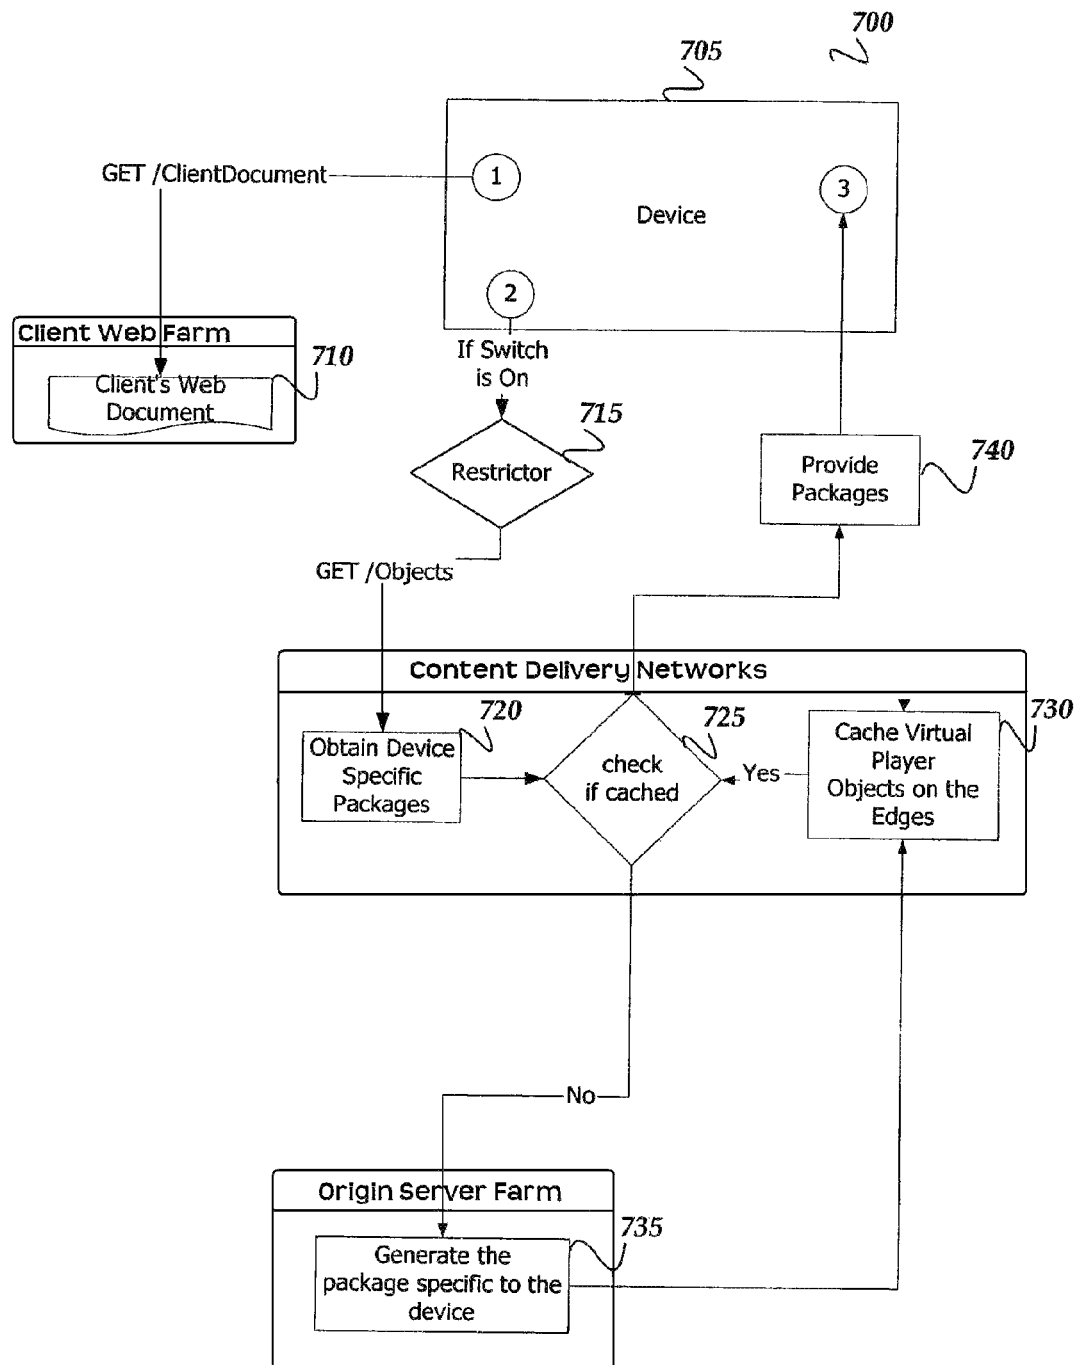 700
705
GET /ClientDocument
1
3
Device
2
Client Web Farm
If Switch
is On
710
Client's Web
Document
715
Restrictor
740
Provide
Packages
GET /Objects
Content Delivery Networks
720
725
730
Obtain Device
Specific
Packages
check
if cached
Yes
Cache Virtual
Player
Objects on the
Edges
No
Origin Server Farm
735
Generate the
package specific to the
device